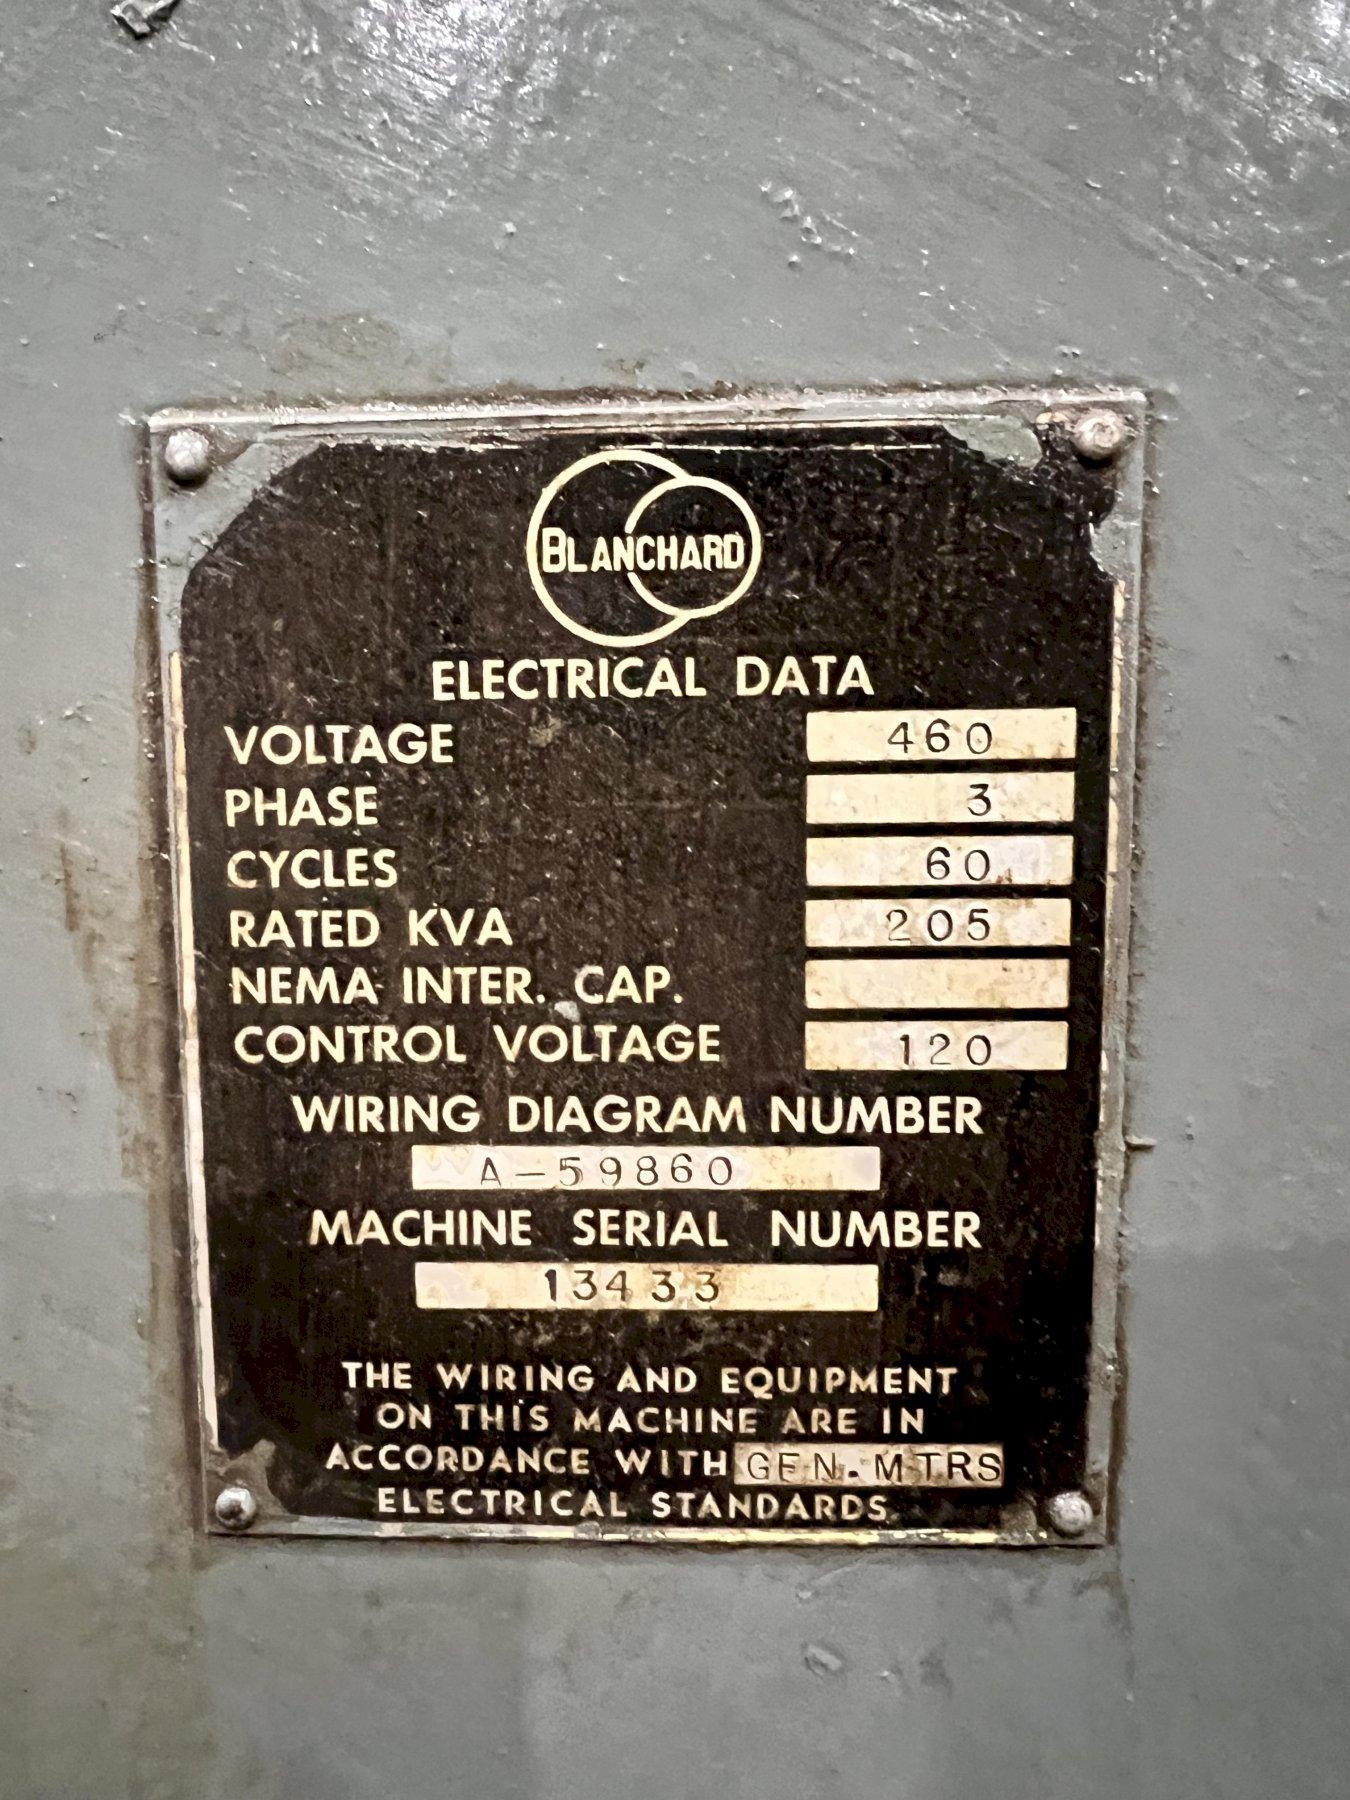 BLANCHARD
ELECTRICAL DATA
VOLTAGE 460
PHASE 3
CYCLES 60
RATED KVA 205
NEMA INTER. CAP.
CONTROL VOLTAGE 120
WIRING DIAGRAM NUMBER
A-59860
MACHINE SERIAL NUMBER
13433
THE WIRING AND EQUIPMENT
ON THIS MACHINE ARE IN
ACCORDANCE WITH GEN. MTRS
ELECTRICAL STANDARDS.